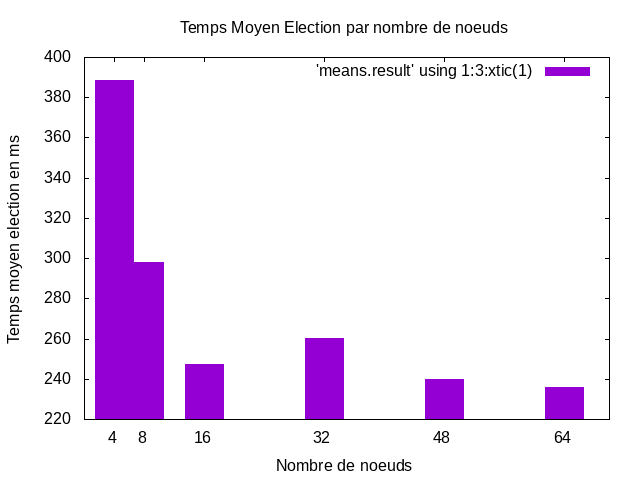 Temps Moyen Election par nombre de noeuds
'means.result' using 1:3:xtic(1)
400
380
360
340
320
300
280
260
240
220
Temps moyen election en ms
4 8 16 32 48 64
Nombre de noeuds